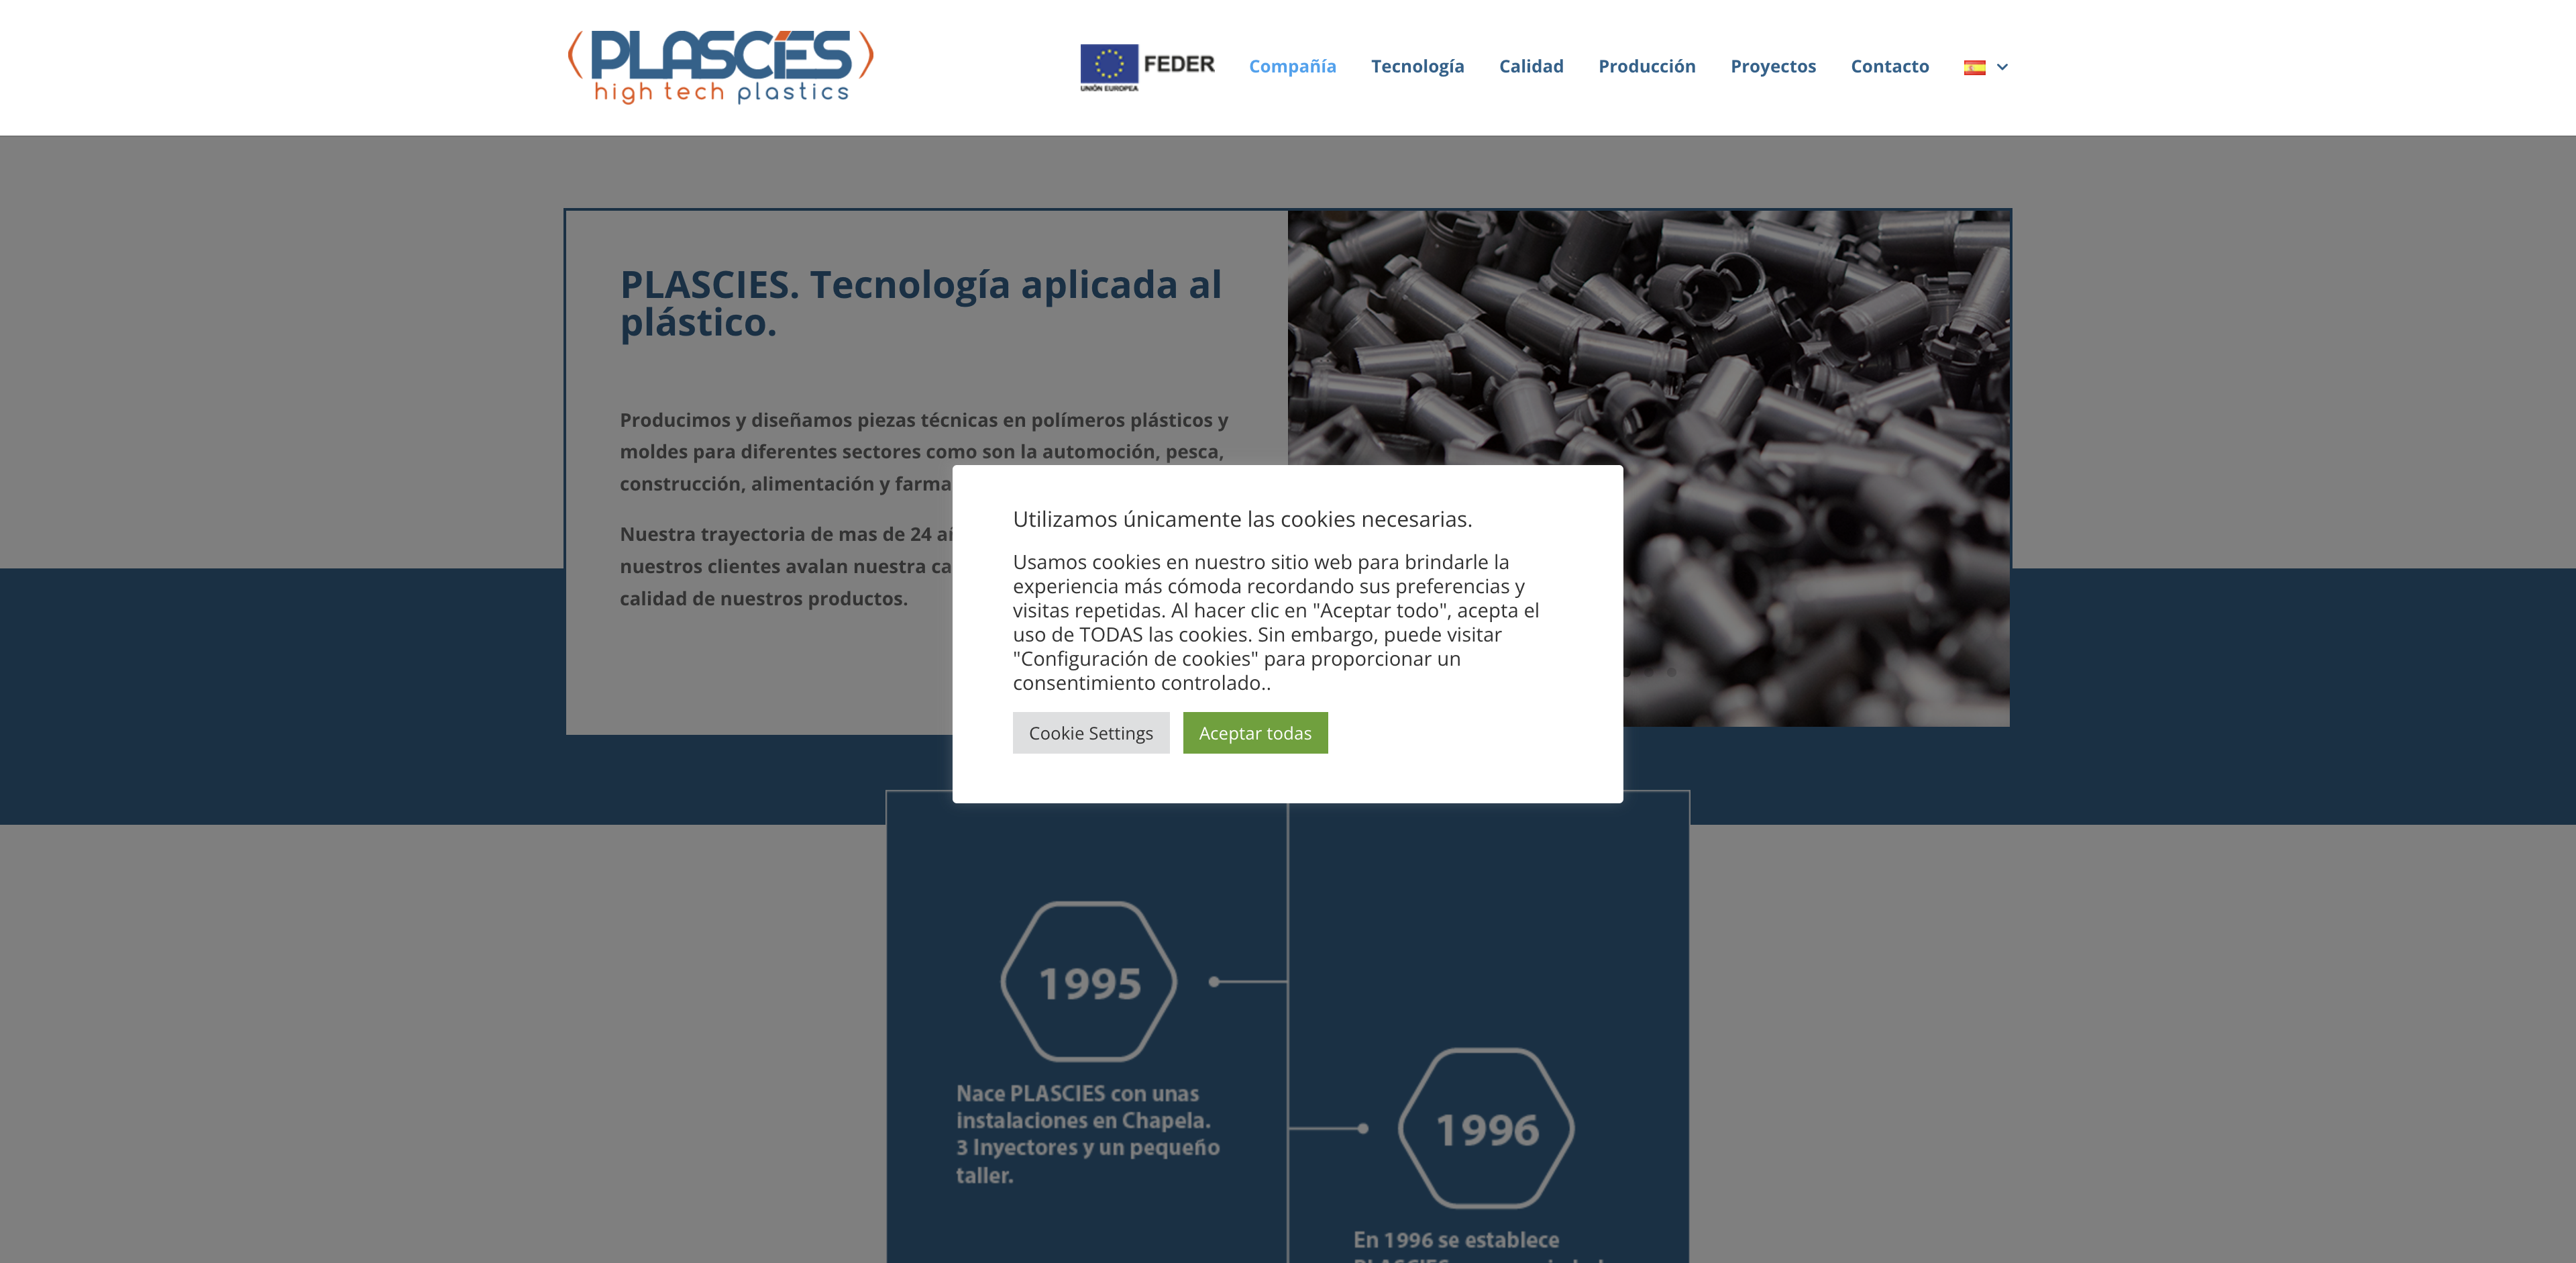 PLASCIES
high tech plastics
FEDER
UNIÓN EUROPEA
Compañía
Tecnología
Calidad
Producción
Proyectos
Contacto
PLASCIES. Tecnología aplicada al
plástico.
Producimos y diseñamos piezas técnicas en polímeros plásticos y
moldes para diferentes sectores como son la automoción, pesca,
construcción, alimentación y
Nuestra trayectoria de mas de 24
nuestros clientes avalan nuestra
calidad de nuestros productos.
Utilizamos únicamente las cookies necesarias.
Usamos cookies en nuestro sitio web para brindarle la
experiencia más cómoda recordando sus preferencias y
visitas repetidas. Al hacer clic en "Aceptar todo", acepta el
uso de TODAS las cookies. Sin embargo, puede visitar
"Configuración de cookies" para proporcionar un
consentimiento controlado..
Cookie Settings
Aceptar todas
1995
Nace PLASCIES con unas
instalaciones en Chapela.
3 Inyectores y un pequeño
taller.
1996
En 1996 se establece